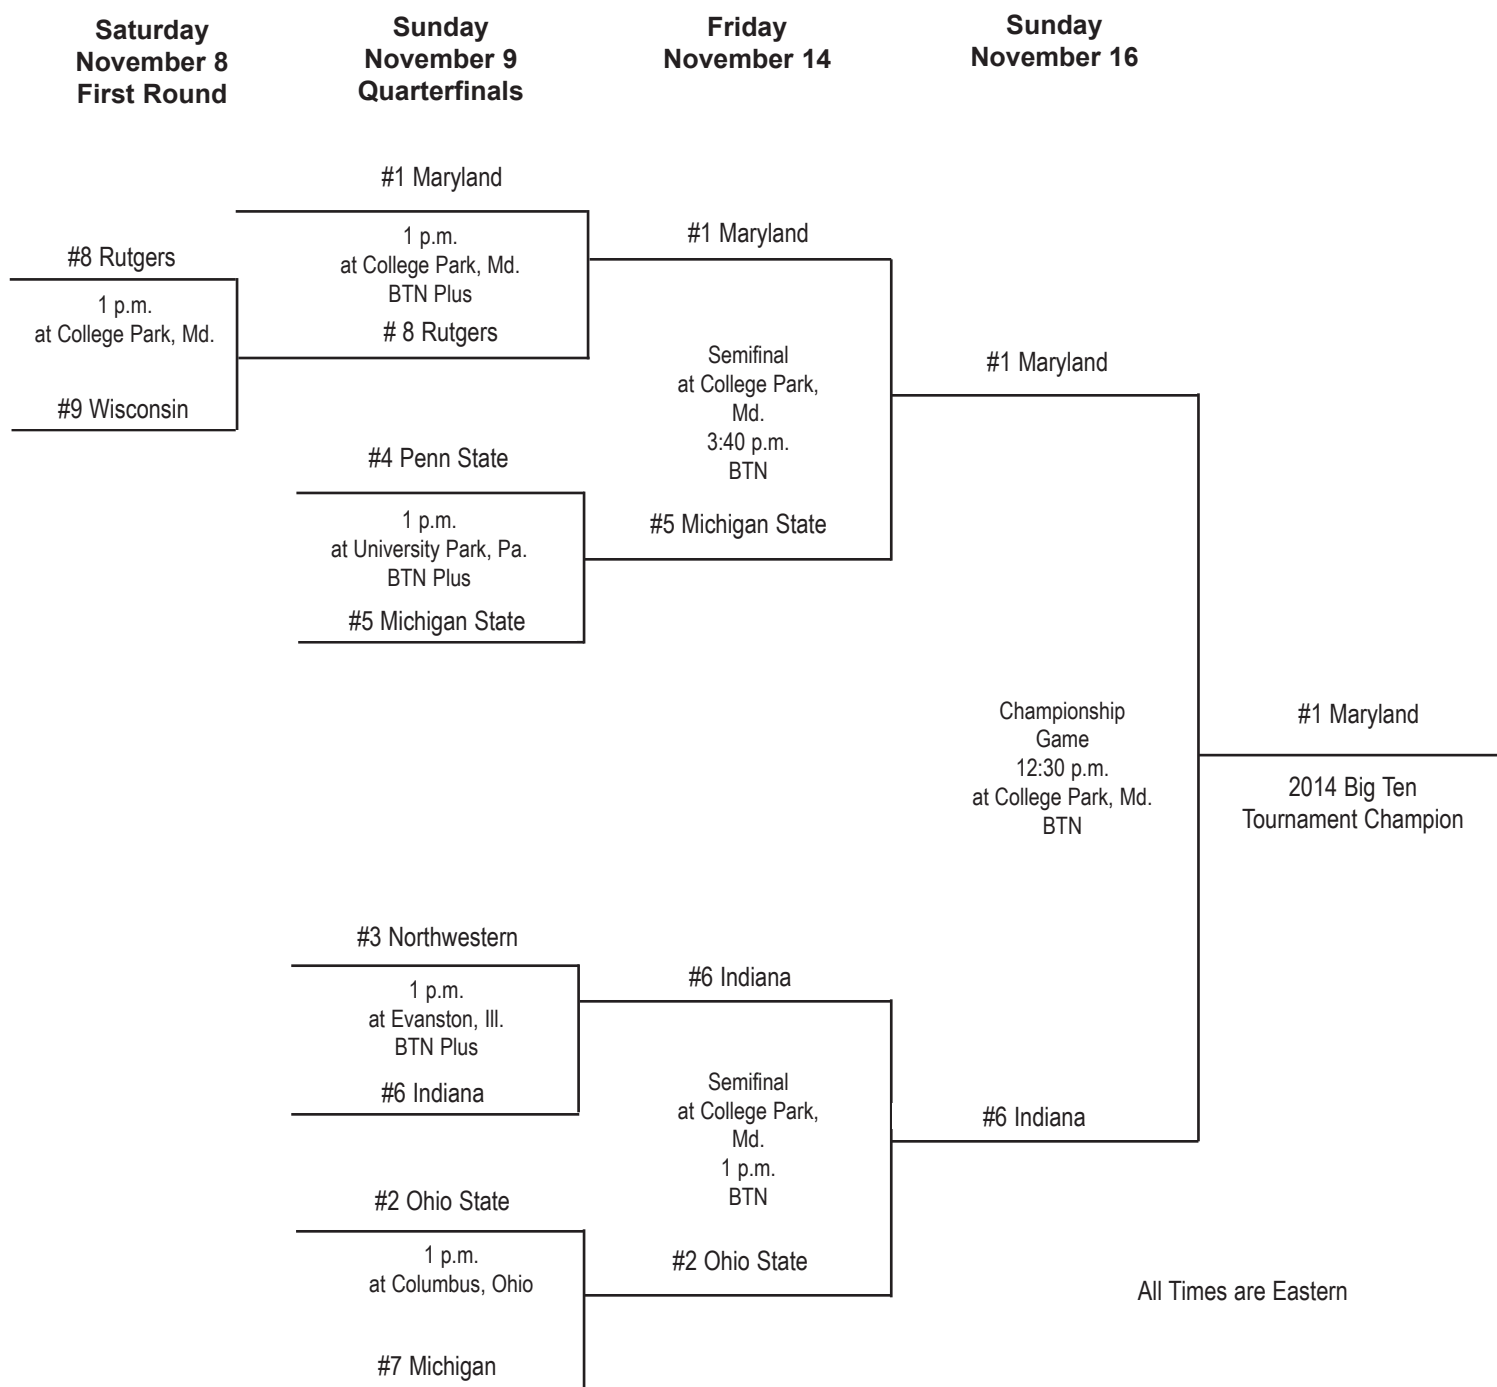 Saturday
November 8
First Round
Sunday
November 9
Quarterfinals
Friday
November 14
Sunday
November 16
#8 Rutgers
1 p.m.
at College Park, Md.
#9 Wisconsin
#1 Maryland
1 p.m.
at College Park, Md.
BTN Plus
# 8 Rutgers
#4 Penn State
1 p.m.
at University Park, Pa.
BTN Plus
#5 Michigan State
#3 Northwestern
1 p.m.
at Evanston, Ill.
BTN Plus
#6 Indiana
#2 Ohio State
1 p.m.
at Columbus, Ohio
#7 Michigan
#1 Maryland
Semifinal
at College Park,
Md.
3:40 p.m.
BTN
#5 Michigan State
#6 Indiana
Semifinal
at College Park,
Md.
1 p.m.
BTN
#2 Ohio State
#1 Maryland
Championship
Game
12:30 p.m.
at College Park, Md.
BTN
#6 Indiana
#1 Maryland
2014 Big Ten
Tournament Champion
All Times are Eastern